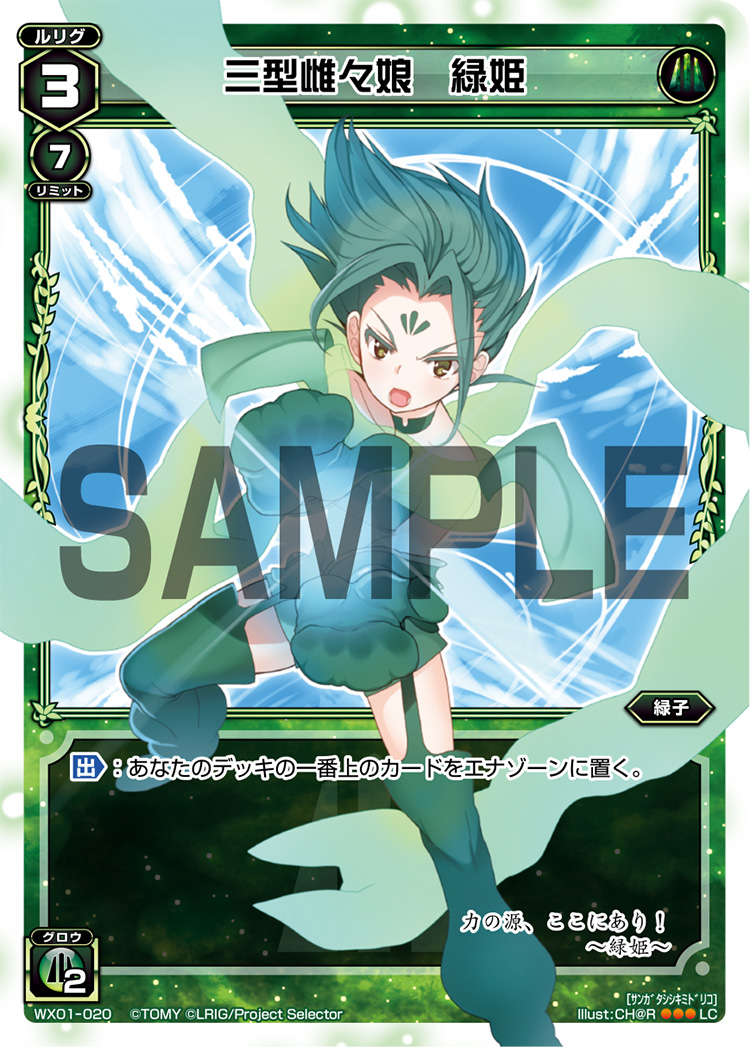 ルリグ
3
三型雌々娘　緑姫
7
リミット
SAMPLE
緑子
出：あなたのデッキの一番上のカードをエナゾーンに置く。
力の源、ここにあり！
～緑姫～
グロウ
2
[サンガタシシキミドリコ]
WX01-020 ©TOMY ©LRIG/Project Selector
Illust:CH@R LC